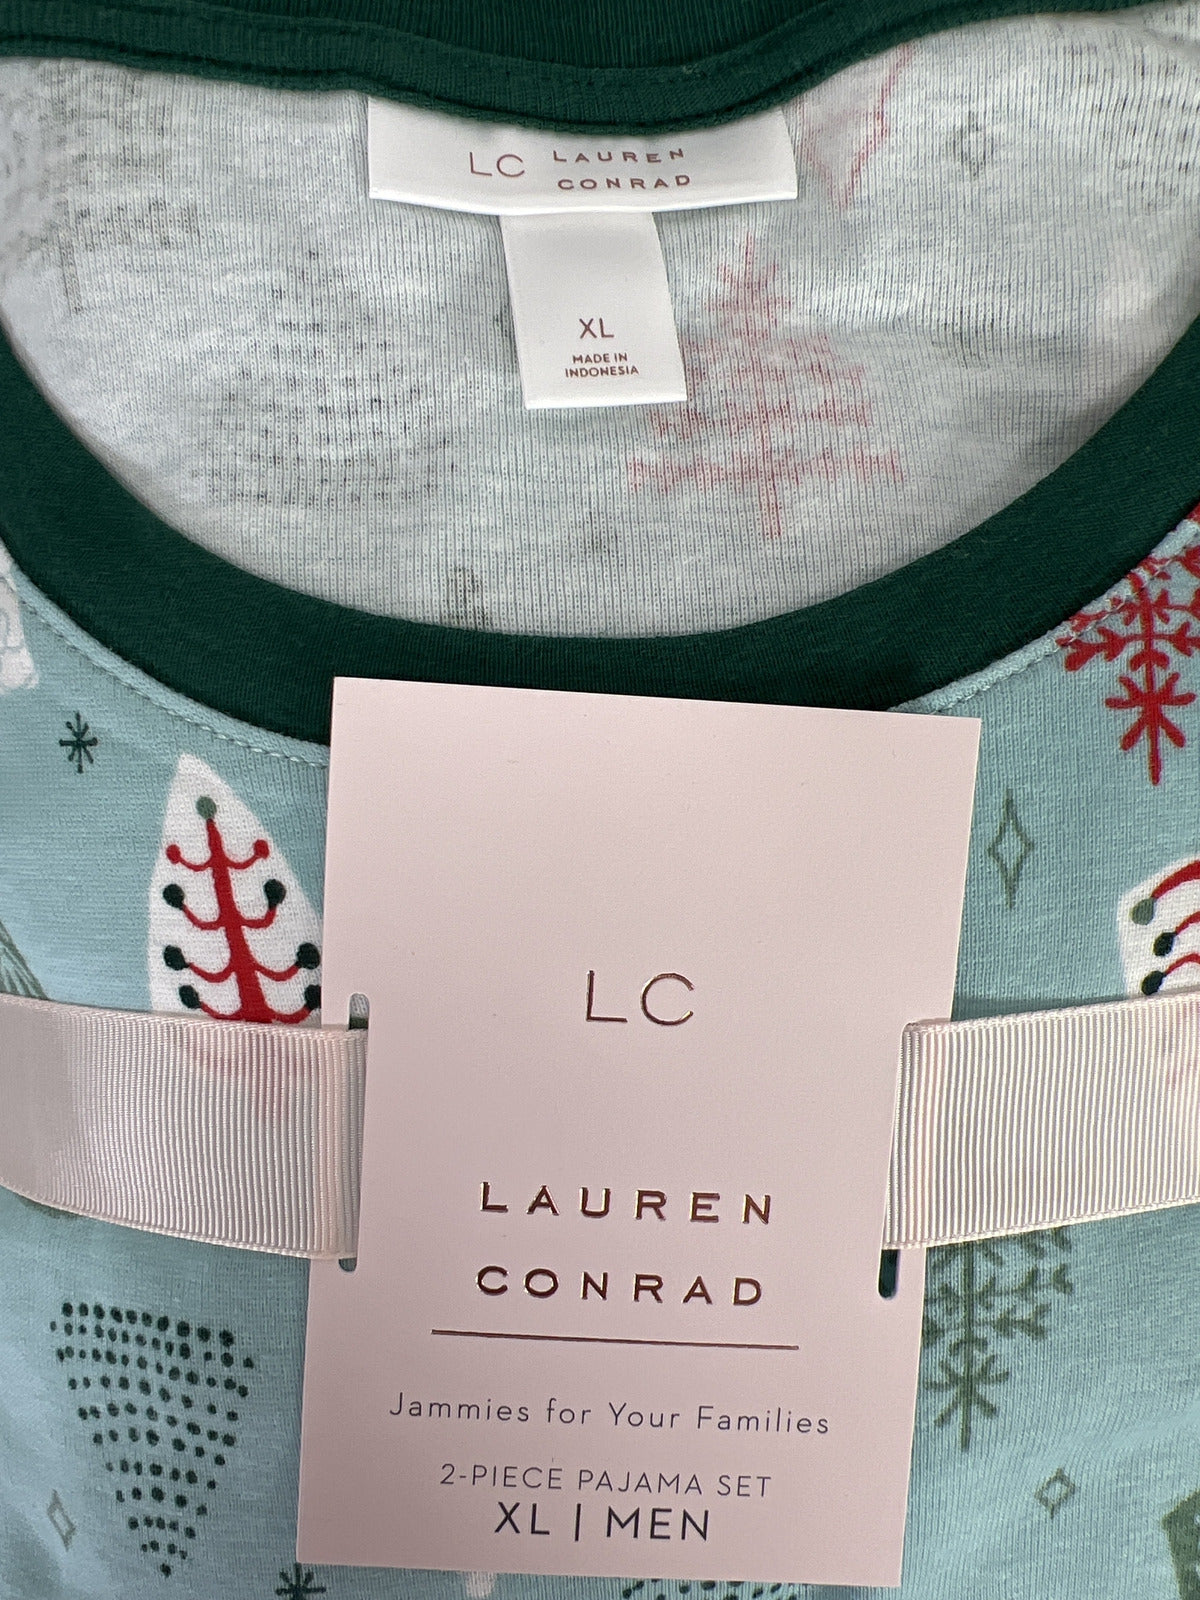 LC LAUREN
CONRAD
XL
MADE IN
INDONESIA
LC
LAUREN
CONRAD
Jammies for Your Families
2-PIECE PAJAMA SET
XL | MEN